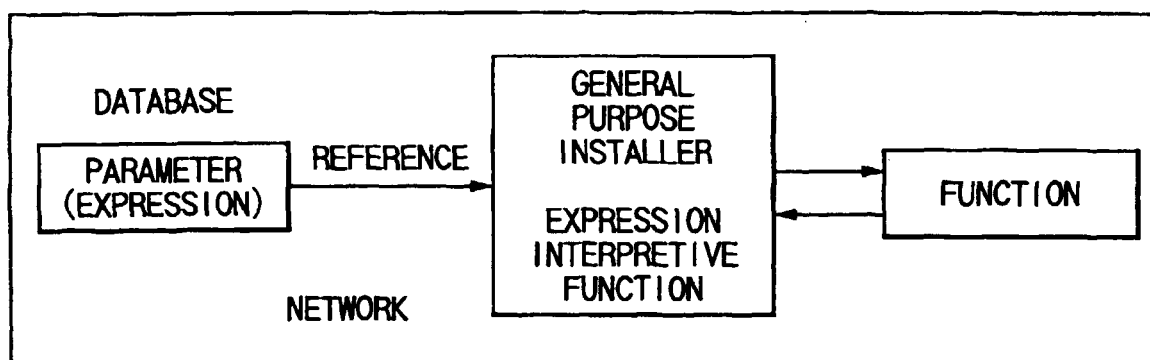 DATABASE
PARAMETER
(EXPRESSION)
REFERENCE
NETWORK
GENERAL
PURPOSE
INSTALLER
EXPRESSION
INTERPRETIVE
FUNCTION
FUNCTION